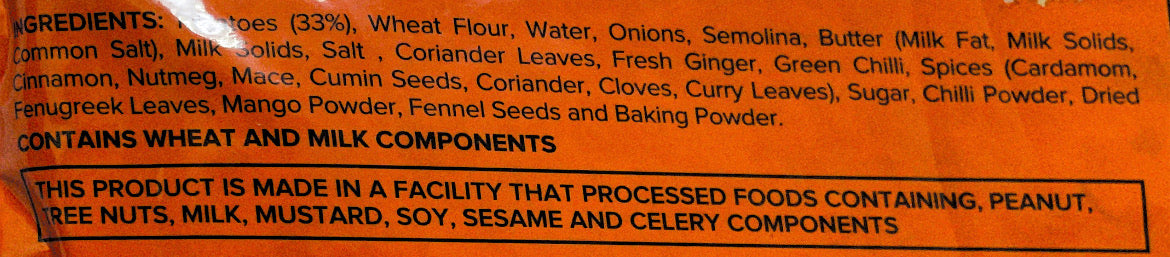 INGREDIENTS: Potatoes (33%), Wheat Flour, Water, Onions, Semolina, Butter (Milk Fat, Milk Solids,
Common Salt), Milk Solids, Salt , Coriander Leaves, Fresh Ginger, Green Chilli, Spices (Cardamom,
Cinnamon, Nutmeg, Mace, Cumin Seeds, Coriander, Cloves, Curry Leaves), Sugar, Chilli Powder, Dried
Fenugreek Leaves, Mango Powder, Fennel Seeds and Baking Powder.
CONTAINS WHEAT AND MILK COMPONENTS
THIS PRODUCT IS MADE IN A FACILITY THAT PROCESSED FOODS CONTAINING, PEANUT,
TREE NUTS, MILK, MUSTARD, SOY, SESAME AND CELERY COMPONENTS